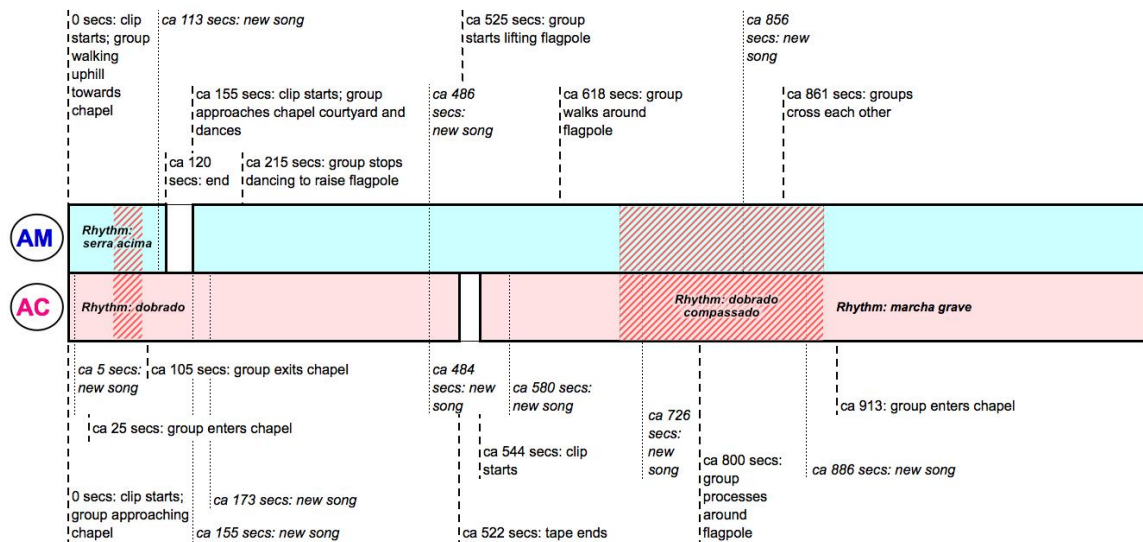 0 secs: clip
starts; group
walking
uphill
towards
chapel
ca 113 secs: new song
ca 155 secs: clip starts; group
approaches chapel courtyard and
dances
ca 120
secs: end
ca 215 secs: group stops
dancing to raise flagpole
ca 486
secs:
new song
ca 525 secs: group
starts lifting flagpole
ca 618 secs: group
walks around
flagpole
ca 856
secs: new
song
ca 861 secs: groups
cross each other
AM
Rhythm:
serra acima
AC
Rhythm: dobrado
Rhythm: dobrado
compassado
Rhythm: marcha grave
ca 5 secs:
new song
ca 105 secs: group exits chapel
ca 25 secs: group enters chapel
0 secs: clip starts;
group approaching
chapel
ca 173 secs: new song
ca 155 secs: new song
ca 484
secs: new
song
ca 580 secs:
new song
ca 544 secs: clip
starts
ca 522 secs: tape ends
ca 726
secs:
new
song
ca 800 secs:
group
processes
around
flagpole
ca 913: group enters chapel
ca 886 secs: new song